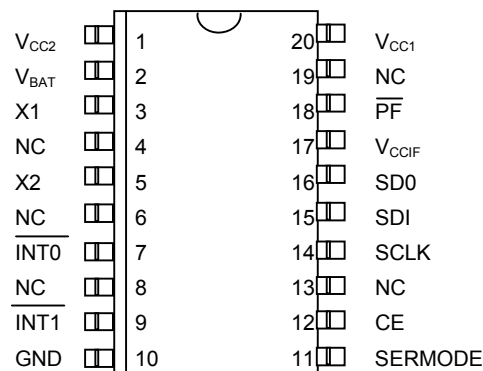 VCC2 1 20 VCC1
VBAT 2 19 NC
X1 3 18 PF
NC 4 17 VCCIF
X2 5 16 SD0
NC 6 15 SDI
INT0 7 14 SCLK
NC 8 13 NC
INT1 9 12 CE
GND 10 11 SERMODE